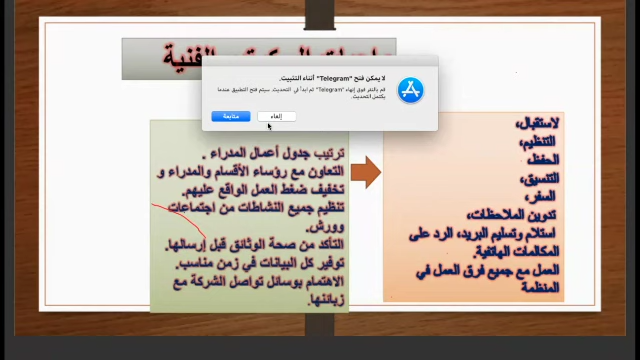 السكرتير الفنية
لا يمكن فتح "Telegram" أثناء التثبيت.
قم بالنقر فوق إنهاء "Telegram" ثم ابدأ في التحديث. سيتم فتح التطبيق عندما
يكتمل التحديث.
إلغاء
متابعة
لاستقبال،
التنظيم،
الحفظ،
التنسيق،
السفر،
تدوين الملاحظات،
استلام وتسليم البريد، الرد على
المكالمات الهاتفية.
العمل مع جميع فرق العمل في
المنظمة
ترتيب جدول أعمال المدراء .
التعاون مع رؤساء الأقسام والمدراء و
تخفيف ضغط العمل الواقع عليهم.
تنظيم جميع النشاطات من اجتماعات
وورش.
التأكد من صحة الوثائق قبل إرسالها.
توفير كل البيانات في زمن مناسب.
الاهتمام بوسائل تواصل الشركة مع
زبائنها.